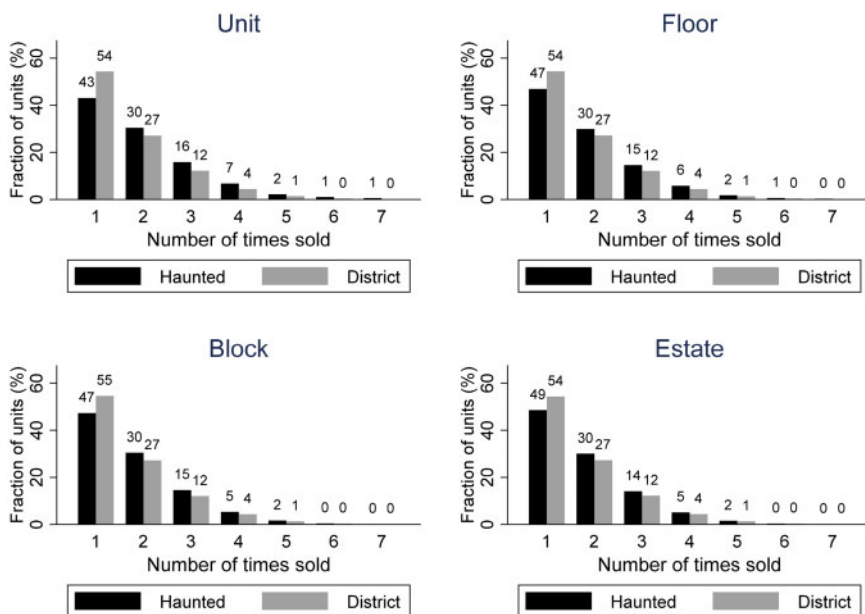 Unit
Fraction of units (%)
0 20 40 60
43 54
30 27
16 12
7 4
2 1
1 0
1 0
1 2 3 4 5 6 7
Number of times sold
Haunted District
Floor
Fraction of units (%)
0 20 40 60
47 54
30 27
15 12
6 4
2 1
1 0
0 0
1 2 3 4 5 6 7
Number of times sold
Haunted District
Block
Fraction of units (%)
0 20 40 60
47 55
30 27
15 12
5 4
2 1
0 0
0 0
1 2 3 4 5 6 7
Number of times sold
Haunted District
Estate
Fraction of units (%)
0 20 40 60
49 54
30 27
14 12
5 4
2 1
0 0
0 0
1 2 3 4 5 6 7
Number of times sold
Haunted District